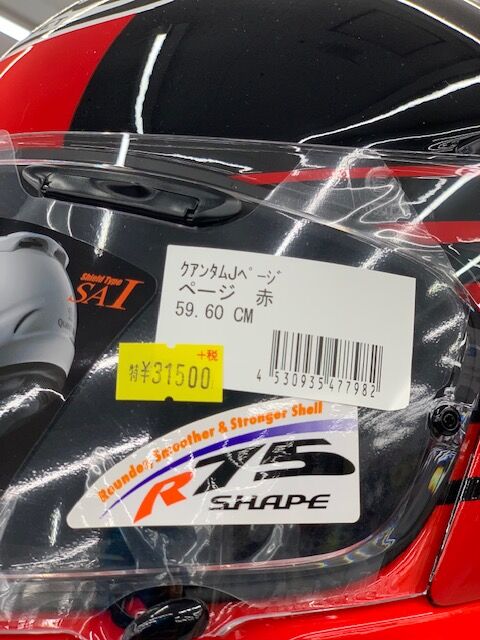 Shield Type
SAI
クアンタムJページ
ページ 赤
59.60 CM
4 530935 477982
+税
特¥31500
Rounder, Smoother & Stronger Shell
R75
SHAPE